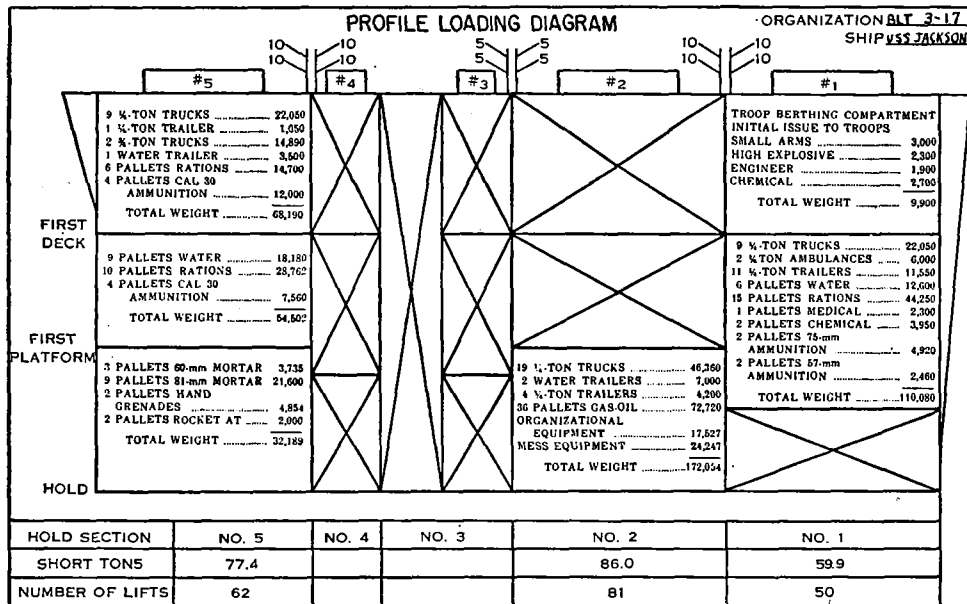 PROFILE LOADING DIAGRAM
ORGANIZATION BLT 3-17
SHIP USS JACKSON
10 10
10 10
5 5
5 5
10 10
10 10
#5
#4
#3
#2
#1
9 ¼-TON TRUCKS 22,050
1 ¼-TON TRAILER 1,050
2 ¾-TON TRUCKS 14,890
1 WATER TRAILER 3,500
6 PALLETS RATIONS 14,700
4 PALLETS CAL 30
AMMUNITION 12,000
TOTAL WEIGHT 68,190
TROOP BERTHING COMPARTMENT
INITIAL ISSUE TO TROOPS
SMALL ARMS 3,000
HIGH EXPLOSIVE 2,300
ENGINEER 1,900
CHEMICAL 2,700
TOTAL WEIGHT 9,900
FIRST
DECK
9 PALLETS WATER 18,180
10 PALLETS RATIONS 28,762
4 PALLETS CAL 30
AMMUNITION 7,560
TOTAL WEIGHT 54,502
9 ¼-TON TRUCKS 22,050
2 ¼-TON AMBULANCES 6,000
11 ¼-TON TRAILERS 11,550
6 PALLETS WATER 12,600
15 PALLETS RATIONS 44,250
1 PALLETS MEDICAL 2,300
2 PALLETS CHEMICAL 3,950
2 PALLETS 75-mm
AMMUNITION 4,920
2 PALLETS 57-mm
AMMUNITION 2,460
TOTAL WEIGHT 110,080
FIRST
PLATFORM
3 PALLETS 60-mm MORTAR 3,735
9 PALLETS 81-mm MORTAR 21,600
2 PALLETS HAND
GRENADES 4,854
2 PALLETS ROCKET AT 2,000
TOTAL WEIGHT 32,189
19 ¼-TON TRUCKS 46,360
2 WATER TRAILERS 7,000
4 ¼-TON TRAILERS 4,200
36 PALLETS GAS-OIL 72,720
ORGANIZATIONAL
EQUIPMENT 17,527
MESS EQUIPMENT 24,247
TOTAL WEIGHT 172,054
HOLD
HOLD SECTION NO. 5 NO. 4 NO. 3 NO. 2 NO. 1
SHORT TONS 77.4 86.0 59.9
NUMBER OF LIFTS 62 81 50